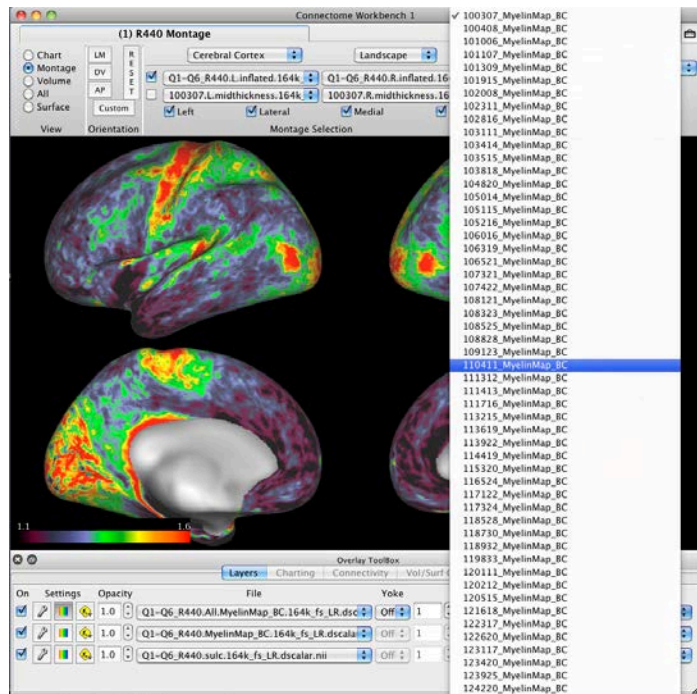 Connectome Workbench 1
(1) R440 Montage
Chart
Montage
Volume
All
Surface
View
LM
DV
AP
Custom
Orientation
R E S E T
Cerebral Cortex
Landscape
Q1-Q6_R440.L.inflated.164k_
Q1-Q6_R440.R.inflated.16
100307.L.midthickness.164k_
100307.R.midthickness.16
Left
Lateral
Medial
Montage Selection
✓ 100307_MyelinMap_BC
100408_MyelinMap_BC
101006_MyelinMap_BC
101107_MyelinMap_BC
101309_MyelinMap_BC
101915_MyelinMap_BC
102008_MyelinMap_BC
102311_MyelinMap_BC
102816_MyelinMap_BC
103111_MyelinMap_BC
103414_MyelinMap_BC
103515_MyelinMap_BC
103818_MyelinMap_BC
104820_MyelinMap_BC
105014_MyelinMap_BC
105115_MyelinMap_BC
105216_MyelinMap_BC
106016_MyelinMap_BC
106319_MyelinMap_BC
106521_MyelinMap_BC
107321_MyelinMap_BC
107422_MyelinMap_BC
108121_MyelinMap_BC
108323_MyelinMap_BC
108525_MyelinMap_BC
108828_MyelinMap_BC
109123_MyelinMap_BC
110411_MyelinMap_BC
111312_MyelinMap_BC
111413_MyelinMap_BC
111716_MyelinMap_BC
113215_MyelinMap_BC
113619_MyelinMap_BC
113922_MyelinMap_BC
114419_MyelinMap_BC
115320_MyelinMap_BC
116524_MyelinMap_BC
117122_MyelinMap_BC
117324_MyelinMap_BC
118528_MyelinMap_BC
118730_MyelinMap_BC
118932_MyelinMap_BC
119833_MyelinMap_BC
120111_MyelinMap_BC
120212_MyelinMap_BC
120515_MyelinMap_BC
121618_MyelinMap_BC
122317_MyelinMap_BC
122620_MyelinMap_BC
123117_MyelinMap_BC
123420_MyelinMap_BC
123925_MyelinMap_BC
124220_MyelinMap_BC
1.1 1.6
Overlay ToolBox
Layers Charting Connectivity Vol/Surf
On Settings Opacity File Yoke
1.0 Q1-Q6_R440.All.MyelinMap_BC.164k_fs_LR.dsc Off 1
1.0 Q1-Q6_R440.MyelinMap_BC.164k_fs_LR.dscala Off 1
1.0 Q1-Q6_R440.sulc.164k_fs_LR.dscalar.nii Off 1